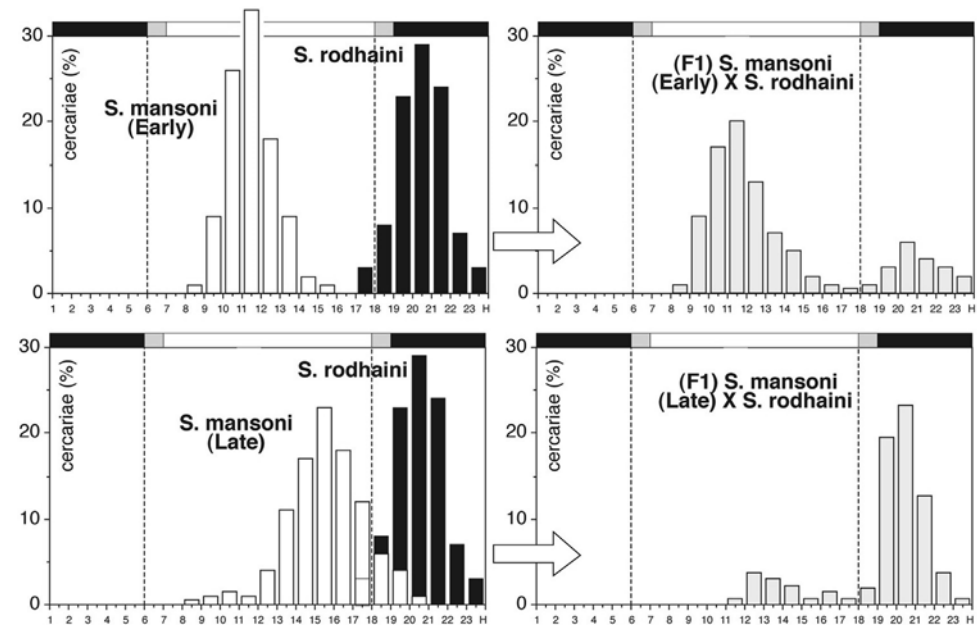 30
20
10
0
cercariae (%)
S. mansoni
(Early)
S. rodhaini
1 2 3 4 5 6 7 8 9 10 11 12 13 14 15 16 17 18 19 20 21 22 23 H
30
20
10
0
cercariae (%)
(F1) S. mansoni
(Early) X S. rodhaini
1 2 3 4 5 6 7 8 9 10 11 12 13 14 15 16 17 18 19 20 21 22 23 H
30
20
10
0
cercariae (%)
S. rodhaini
S. mansoni
(Late)
1 2 3 4 5 6 7 8 9 10 11 12 13 14 15 16 17 18 19 20 21 22 23 H
30
20
10
0
cercariae (%)
(F1) S. mansoni
(Late) X S. rodhaini
1 2 3 4 5 6 7 8 9 10 11 12 13 14 15 16 17 18 19 20 21 22 23 H